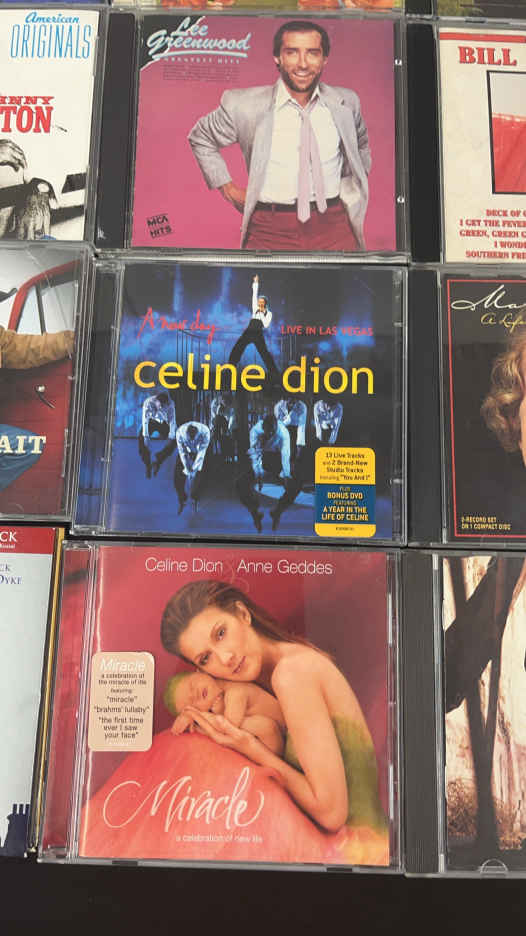 American
ORIGINALS
TON
Lee
Greenwood
GREATEST HITS
MCA
HITS
BILL
DECK OF
I GET THE FEVER
GREEN, GREEN G
I WOND
SOUTHERN FRI
A new day...
LIVE IN LAS VEGAS
celine dion
13 Live Tracks
and 2 Brand-New
Studio Tracks
including "You And I"
PLUS
BONUS DVD
FEATURING
A YEAR IN THE
LIFE OF CELINE
AIT
2-RECORD SET
ON 1 COMPACT DISC
CK
CK
DYKE
Celine Dion Anne Geddes
Miracle
a celebration of
the miracle of life
featuring:
"miracle"
"brahms' lullaby"
"the first time
ever I saw
your face"
Miracle
a celebration of new life